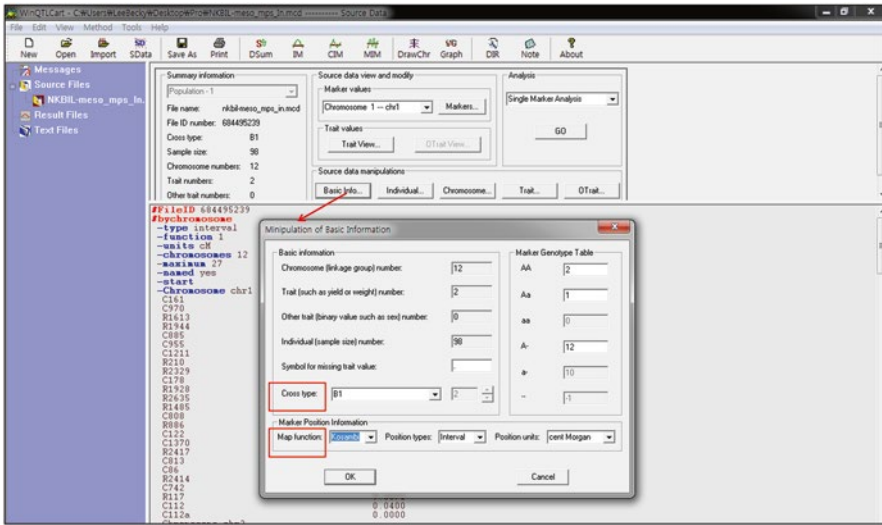 WinQTLCart - C:\Users\LeeBecky\Desktop\Pro\NKBIL-meso_mps_In.mcd ---------- Source Data
File Edit View Method Tools Help
New Open Import SData Save As Print DSum IM CIM MIM DrawChr Graph DIR Note About
Messages
Source Files
NKBIL-meso_mps_In.
Result Files
Text Files
Summary information
Population - 1
File name: nkbil-meso_mps_in.mcd
File ID number: 684495239
Cross type: B1
Sample size: 98
Chromosome numbers: 12
Trait numbers: 2
Other trait numbers: 0
Source data view and modify
Marker values
Chromosome 1 -- chr1
Markers...
Trait values
Trait View...
OTrait View...
Source data manipulations
Basic Info...
Individual...
Chromosome...
Trait...
OTrait...
Analysis
Single Marker Analysis
GO
#FileID 684495239
#bychromosome
-type interval
-function 1
-units cM
-chromosomes 12
-maximum 27
-named yes
-start
-Chromosome chr1
C161
C970
R1613
R1944
C885
C955
C1211
R210
R2329
C178
R1928
R2635
R1485
C808
R886
C122
C1370
R2417
C813
C86
R2414
C742
R117
C112 0.0400
C112a 0.0000
Minipulation of Basic Information
Basic information
Chromosome (linkage group) number: 12
Trait (such as yield or weight) number: 2
Other trait (binary value such as sex) number: 0
Individual (sample size) number: 98
Symbol for missing trait value: .
Cross type: B1 2
Marker Genotype Table
AA 2
Aa 1
aa 0
A- 12
a- 10
-- -1
Marker Position Information
Map function: Kosambi
Position types: Interval
Position units: cent Morgan
OK
Cancel